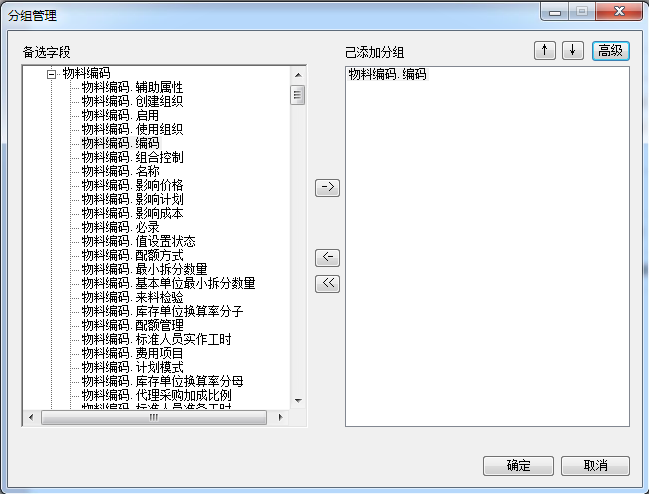 分组管理
备选字段
物料编码
物料编码. 辅助属性
物料编码. 创建组织
物料编码. 启用
物料编码. 使用组织
物料编码. 编码
物料编码. 组合控制
物料编码. 名称
物料编码. 影响价格
物料编码. 影响计划
物料编码. 影响成本
物料编码. 必录
物料编码. 值设置状态
物料编码. 配额方式
物料编码. 最小拆分数量
物料编码. 基本单位最小拆分数量
物料编码. 来料检验
物料编码. 库存单位换算率分子
物料编码. 配额管理
物料编码. 标准人员实作工时
物料编码. 费用项目
物料编码. 计划模式
物料编码. 库存单位换算率分母
物料编码. 代理采购加成比例
物料编码. 标准人员准备工时
->
<-
<<
已添加分组
↑ ↓ 高级
物料编码. 编码
确定 取消